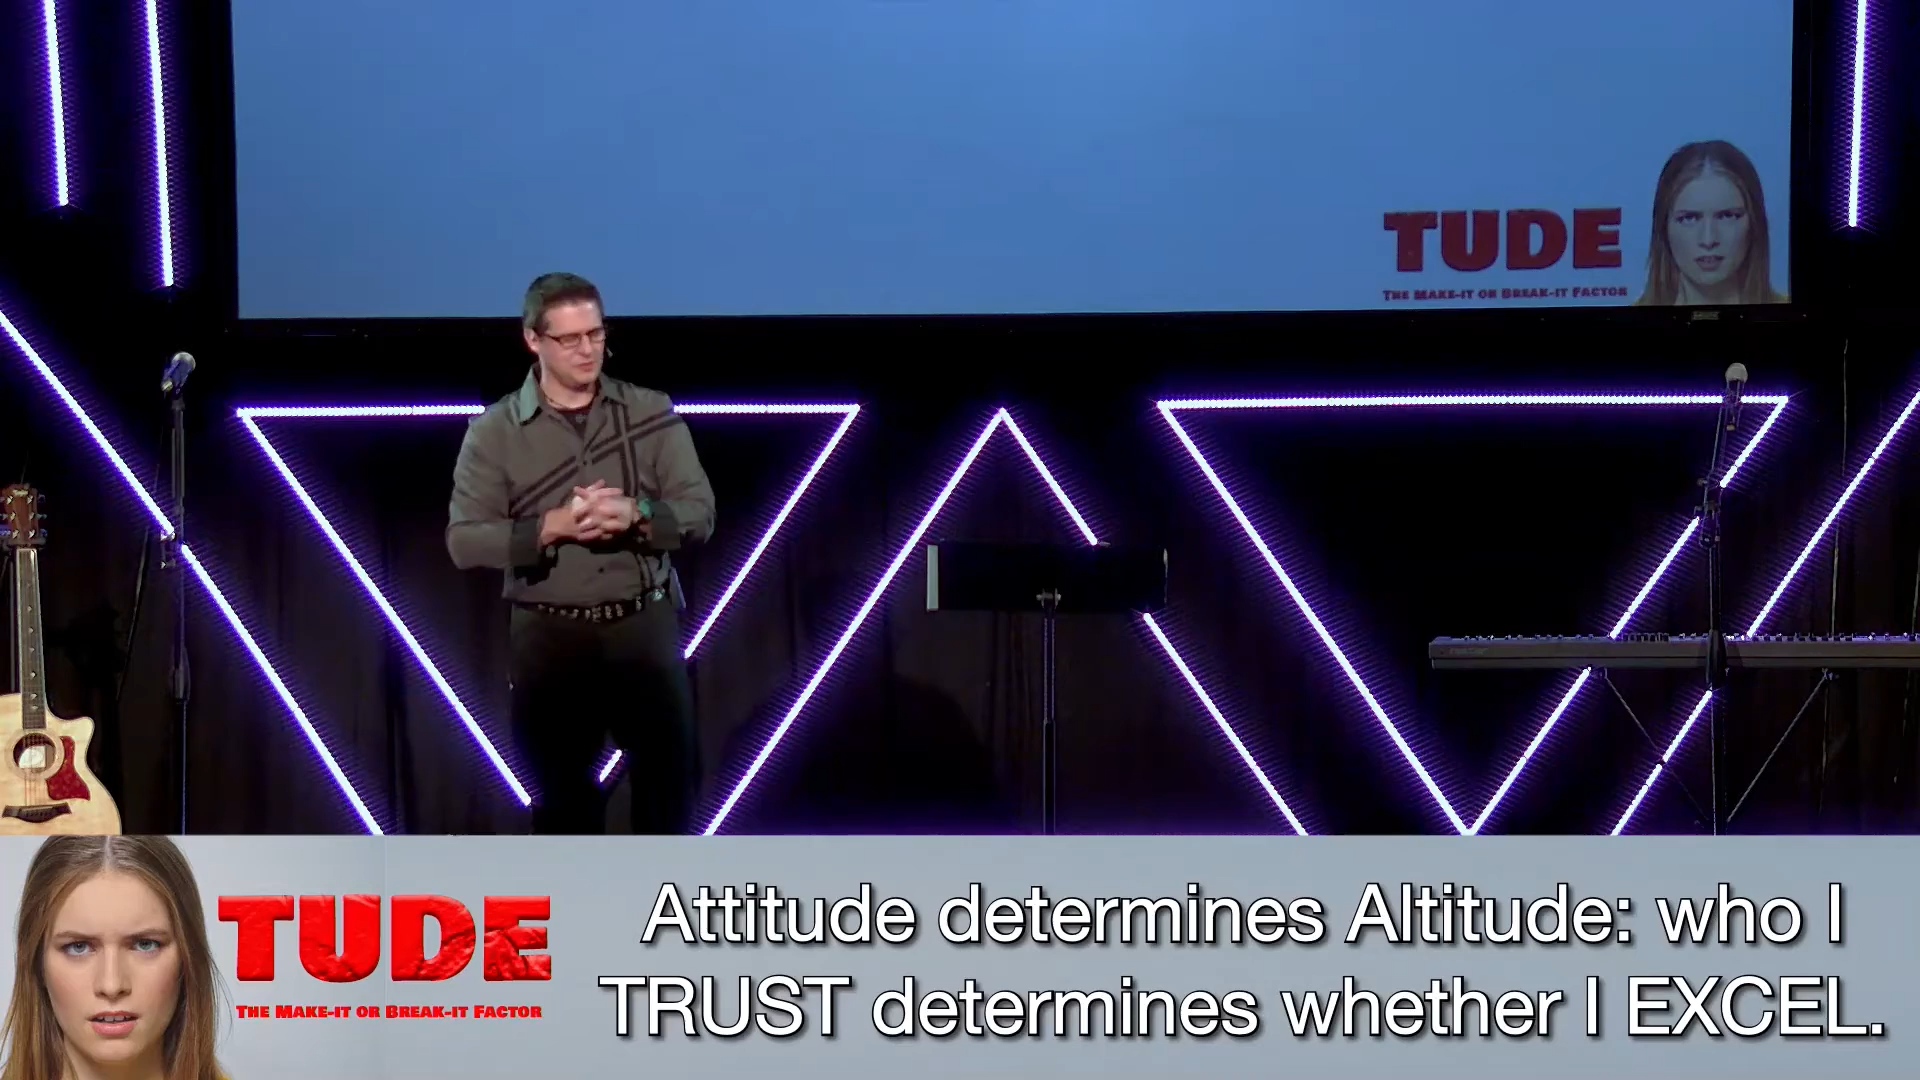 TUDE
THE MAKE-IT OR BREAK-IT FACTOR
TUDE
THE MAKE-IT OR BREAK-IT FACTOR
Attitude determines Altitude: who I
TRUST determines whether I EXCEL.